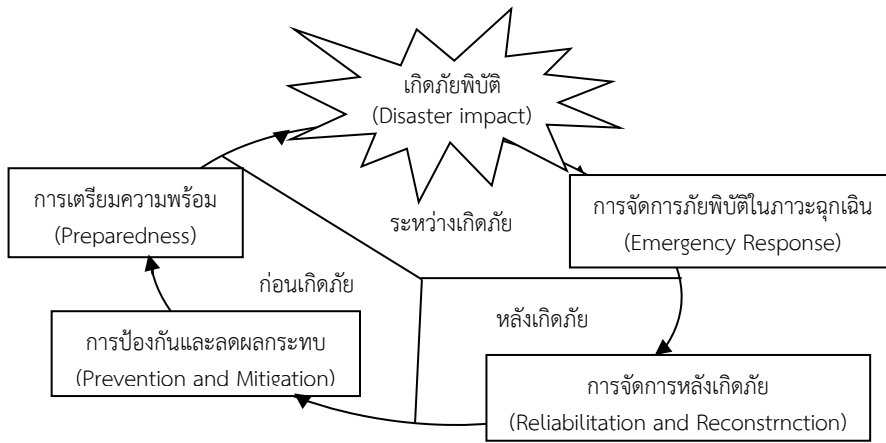 เกิดภัยพิบัติ
(Disaster impact)
การเตรียมความพร้อม
(Preparedness)
ระหว่างเกิดภัย
การจัดการภัยพิบัติในภาวะฉุกเฉิน
(Emergency Response)
ก่อนเกิดภัย
หลังเกิดภัย
การป้องกันและลดผลกระทบ
(Prevention and Mitigation)
การจัดการหลังเกิดภัย
(Reliabilitation and Reconstrnction)